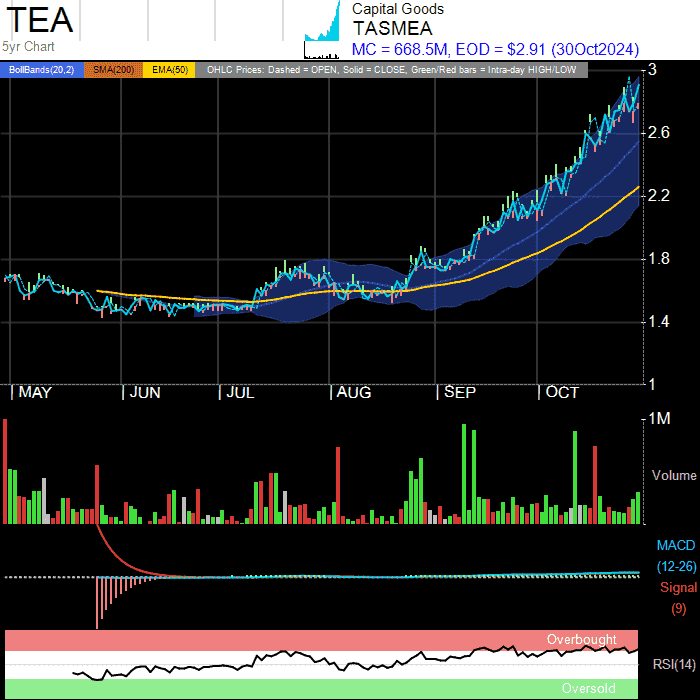 TEA
Capital Goods
TASMEA
5yr Chart
MC = 668.5M, EOD = $2.91 (30Oct2024)
BollBands(20,2) SMA(200) EMA(50) OHLC Prices: Dashed = OPEN, Solid = CLOSE, Green/Red bars = Intra-day HIGH/LOW
3
2.6
2.2
1.8
1.4
1
MAY JUN JUL AUG SEP OCT
1M
Volume
MACD
(12-26)
Signal
(9)
Overbought
RSI(14)
Oversold